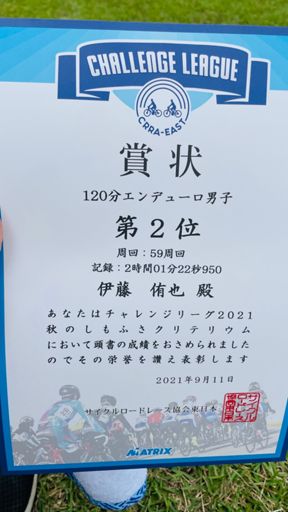 CHALLENGE LEAGUE
CRRA-EAST
賞状
120分エンデューロ男子
第2位
周回：59周回
記録：2時間01分22秒950
伊藤 侑也 殿
あなたはチャレンジリーグ2021
秋のしもふさクリテリウム
において頭書の成績をおさめられました
のでその栄誉を讃え表彰します
2021年9月11日
サイクルロードレース協会東日本
MATRIX